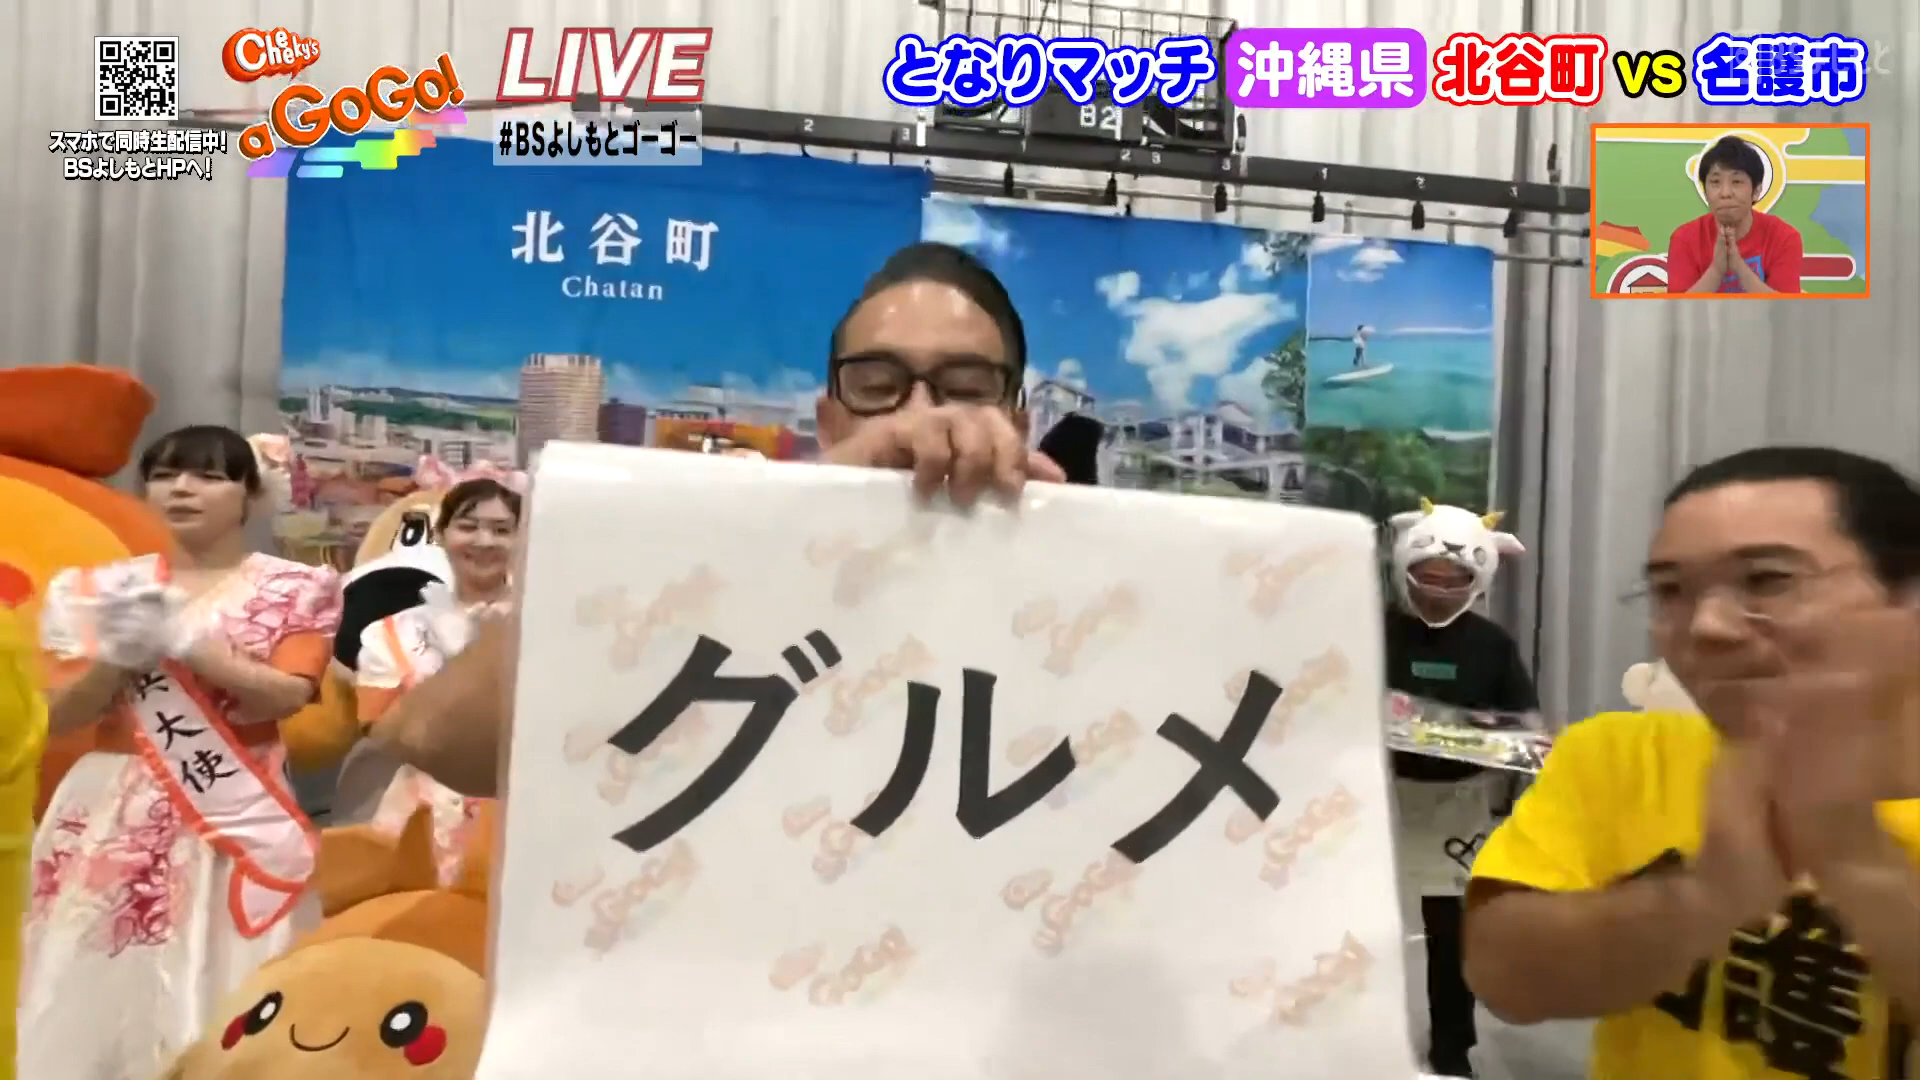 Cheeky's
a GoGo!
LIVE
#BSよしもとゴーゴー
スマホで同時生配信中!
BSよしもとHPへ!
となりマッチ 沖縄県 北谷町 vs 名護市
B2
北谷町
Chatan
グルメ
大使
護